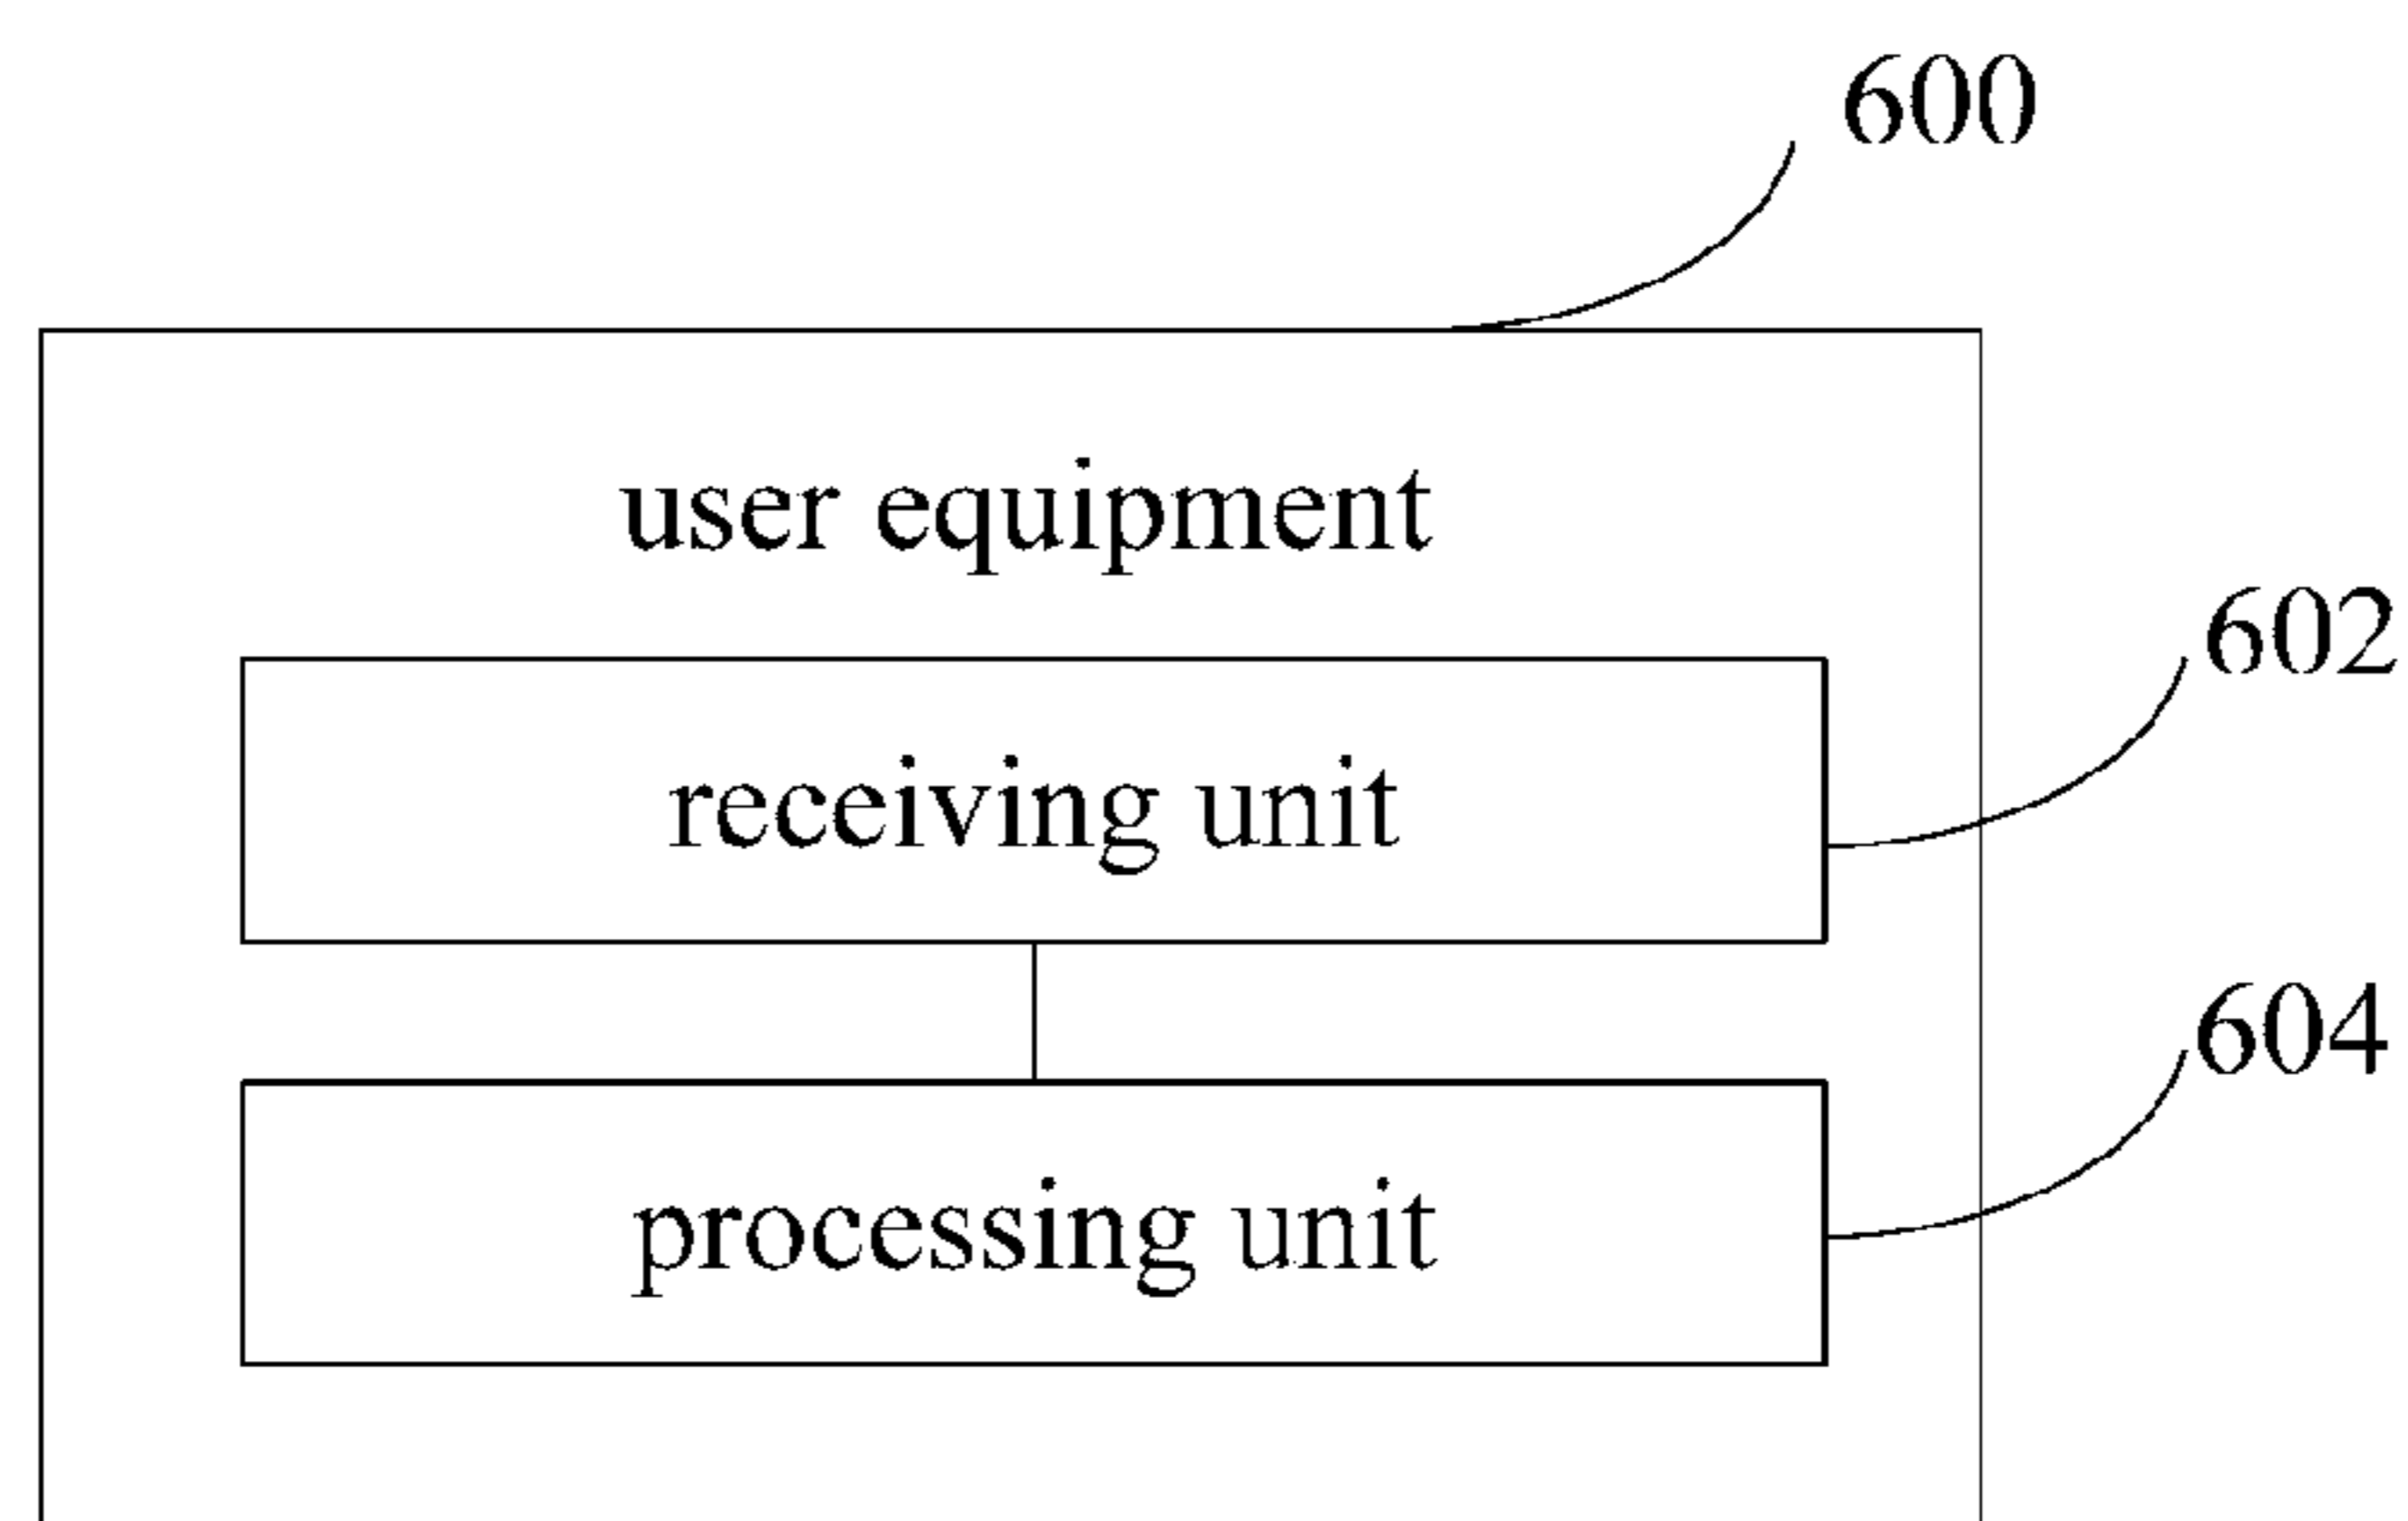 600
user equipment
602
receiving unit
604
processing unit